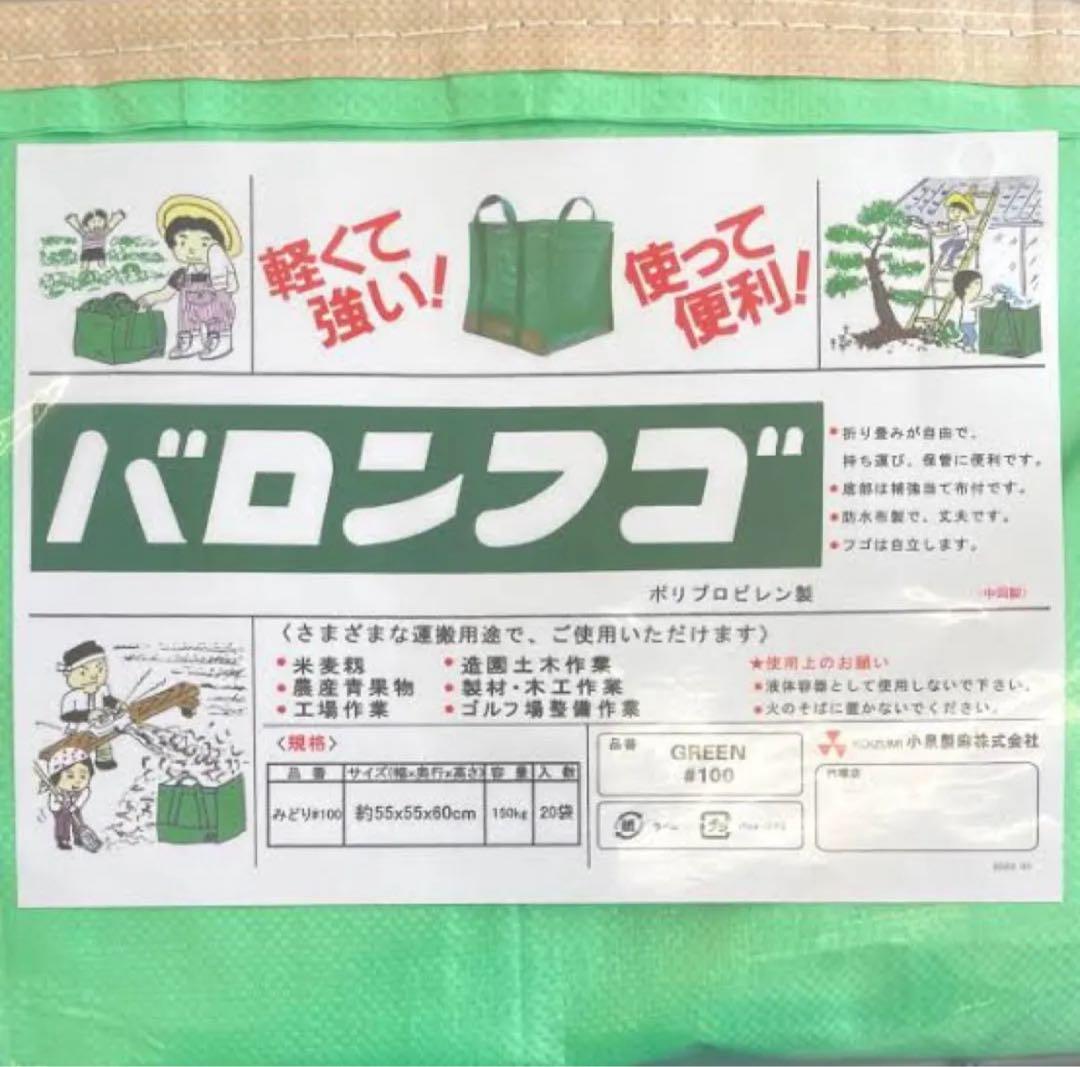 軽くて
強い!
使って
便利!
バロンフゴ
•折り畳みが自由で、
持ち運び、保管に便利です。
•底部は補強当て布付です。
•防水布製で、丈夫です。
•フゴは自立します。
ポリプロピレン製
(中国製)
〈さまざまな運搬用途で、ご使用いただけます〉
•米麦籾
•農産青果物
•工場作業
•造園土木作業
•製材・木工作業
•ゴルフ場整備作業
★使用上のお願い
•液体容器として使用しないで下さい。
•火のそばに置かないでください。
〈規格〉
品番 サイズ(幅×奥行×高さ) 容量 入数
みどり#100 約55x55x60cm 150kg 20袋
品番
GREEN
#100
紙 ラベル プラ
KOIZUMI 小泉製麻株式会社